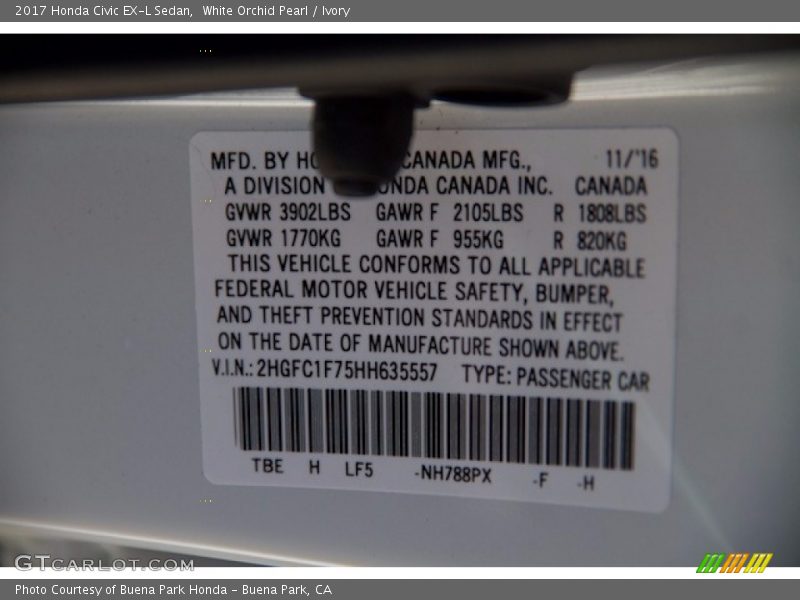 2017 Honda Civic EX-L Sedan, White Orchid Pearl / Ivory
MFD. BY CANADA MFG., 11/'16
A DIVISION CANADA INC. CANADA
GVWR 3902LBS GAWR F 2105LBS R 1808LBS
GVWR 1770KG GAWR F 955KG R 820KG
THIS VEHICLE CONFORMS TO ALL APPLICABLE
FEDERAL MOTOR VEHICLE SAFETY, BUMPER,
AND THEFT PREVENTION STANDARDS IN EFFECT
ON THE DATE OF MANUFACTURE SHOWN ABOVE.
V.I.N.: 2HGFC1F75HH635557 TYPE: PASSENGER CAR
TBE H LF5 -NH788PX -F -H
GTCARLOT.COM
Photo Courtesy of Buena Park Honda - Buena Park, CA